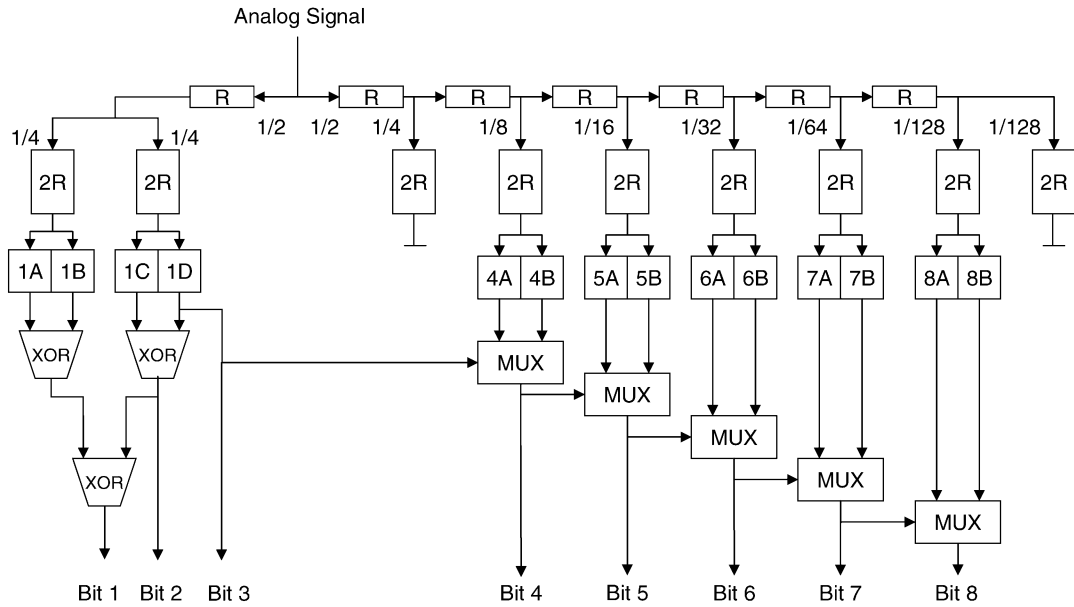 Analog Signal
R R R R R R R
1/2 1/2 1/4 1/8 1/16 1/32 1/64 1/128 1/128
1/4 1/4
2R 2R 2R 2R 2R 2R 2R 2R 2R
1A 1B 1C 1D 4A 4B 5A 5B 6A 6B 7A 7B 8A 8B
XOR XOR MUX
MUX
MUX
XOR MUX
MUX
Bit 1 Bit 2 Bit 3 Bit 4 Bit 5 Bit 6 Bit 7 Bit 8